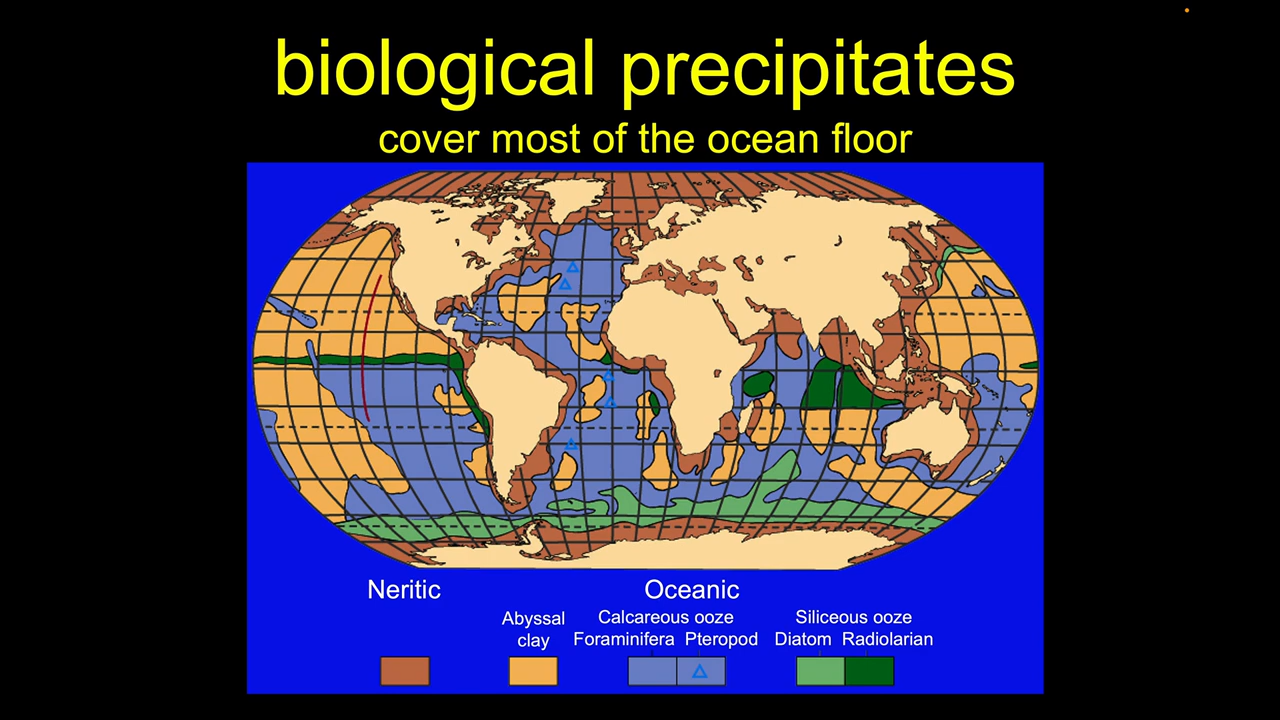 biological precipitates
cover most of the ocean floor
Neritic
Oceanic
Abyssal clay
Calcareous ooze
Siliceous ooze
Foraminifera Pteropod
Diatom Radiolarian